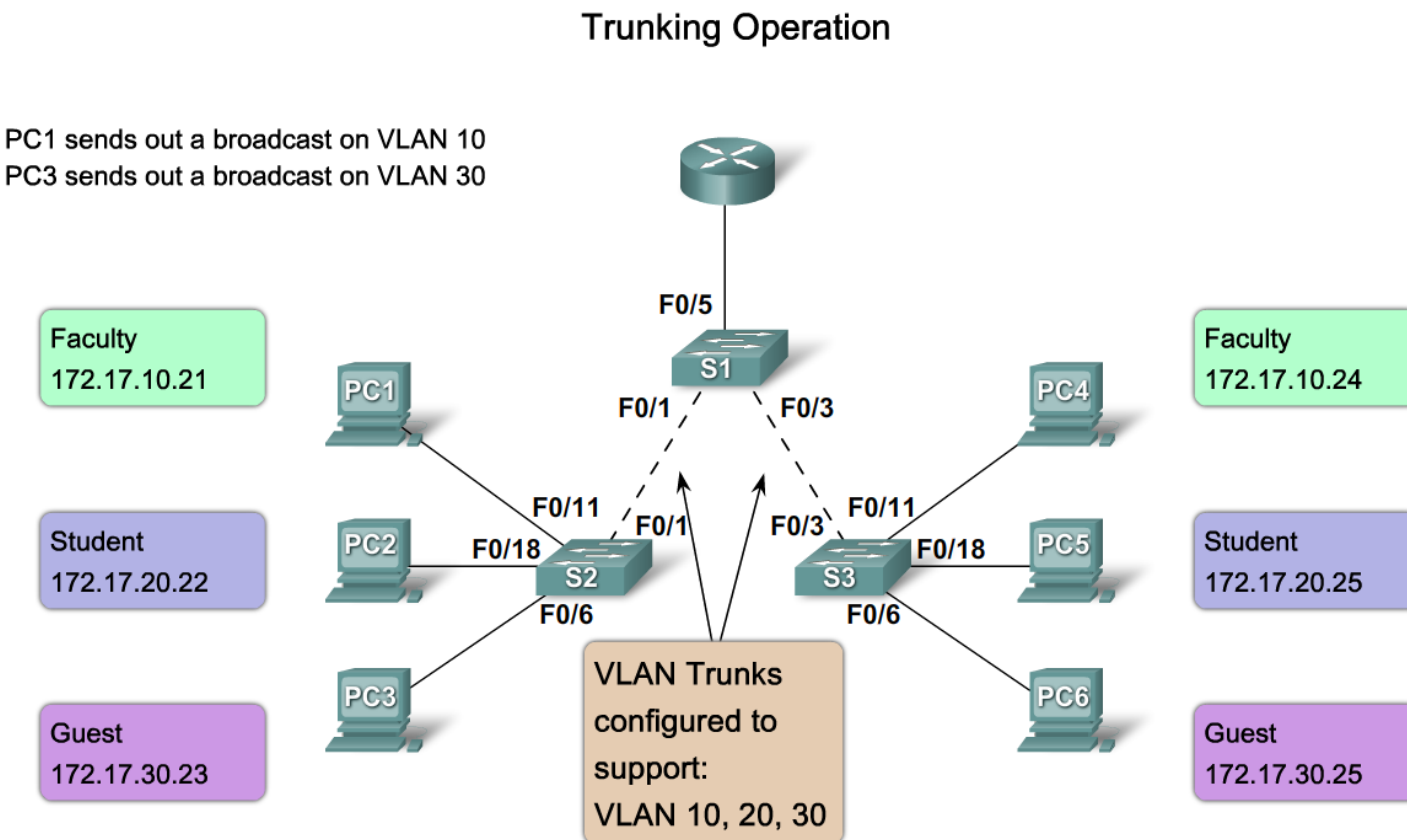 Trunking Operation
PC1 sends out a broadcast on VLAN 10
PC3 sends out a broadcast on VLAN 30
F0/5
S1
F0/1
F0/3
Faculty
172.17.10.21
PC1
Student
172.17.20.22
PC2
Guest
172.17.30.23
PC3
F0/11
F0/18
F0/6
F0/1
S2
F0/3
S3
F0/11
F0/18
F0/6
PC4
Faculty
172.17.10.24
PC5
Student
172.17.20.25
PC6
Guest
172.17.30.25
VLAN Trunks
configured to
support:
VLAN 10, 20, 30